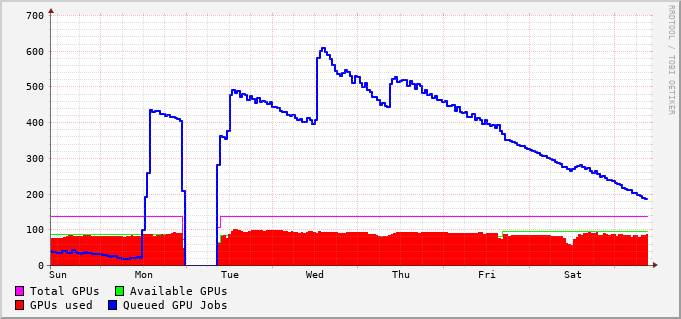 700
600
500
400
300
200
100
0
Sun Mon Tue Wed Thu Fri Sat
Total GPUs Available GPUs
GPUs used Queued GPU Jobs
RRDTOOL / TOBI OETIKER